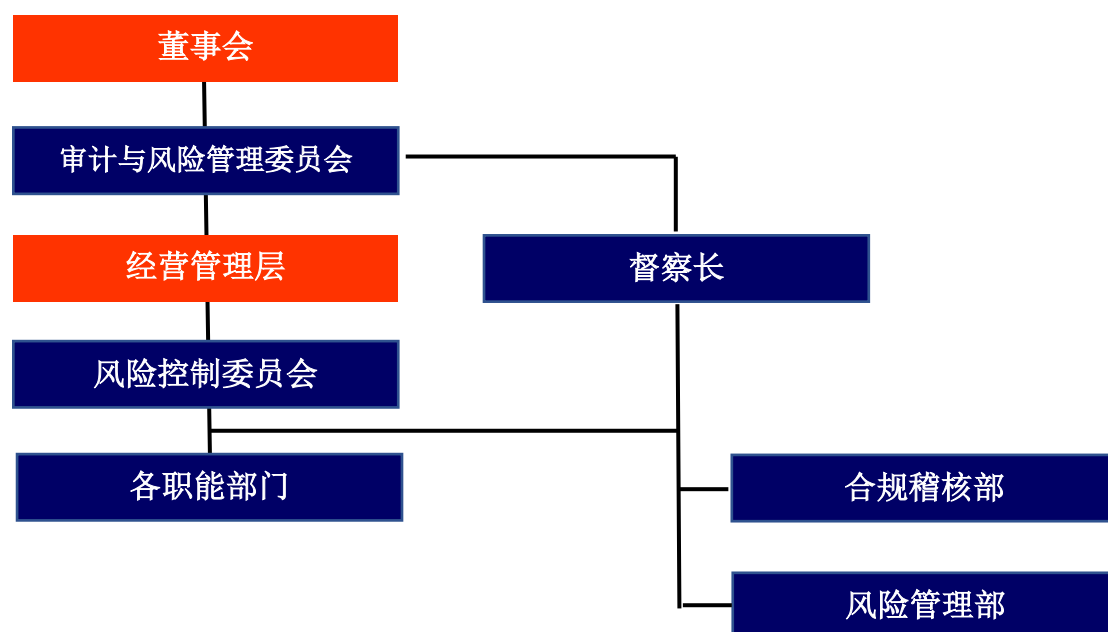 董事会
审计与风险管理委员会
经营管理层
督察长
风险控制委员会
各职能部门
合规稽核部
风险管理部